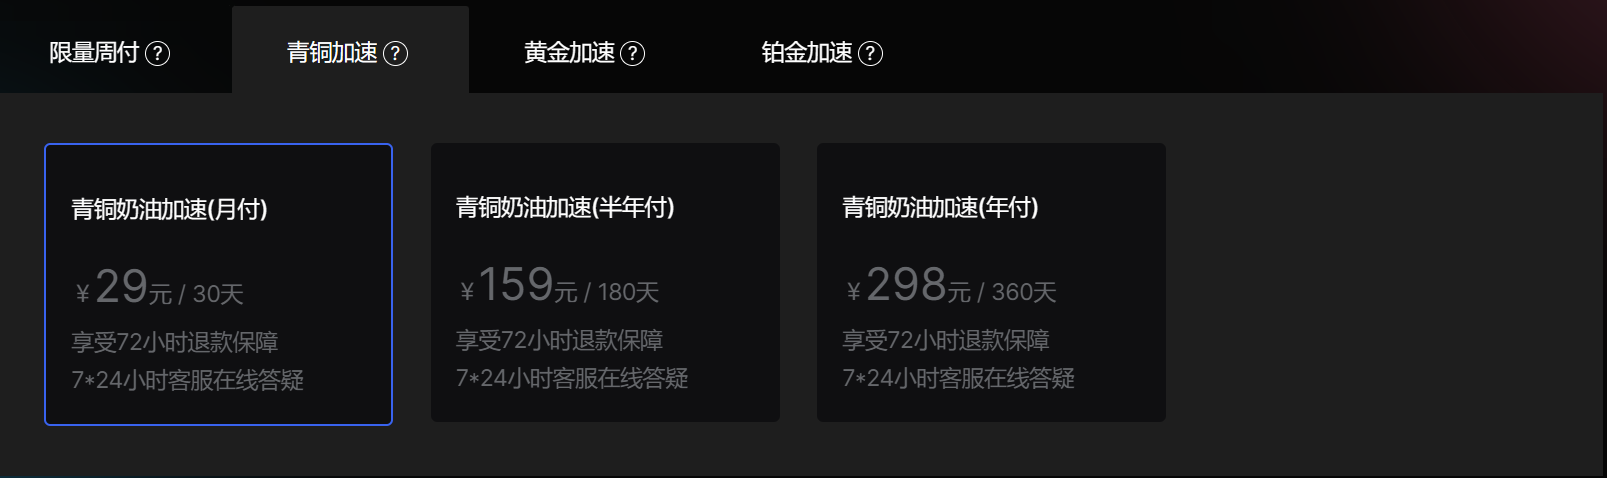 限量周付 ?
青铜加速 ?
黄金加速 ?
铂金加速 ?
青铜奶油加速(月付)
¥29元 / 30天
享受72小时退款保障
7*24小时客服在线答疑
青铜奶油加速(半年付)
¥159元 / 180天
享受72小时退款保障
7*24小时客服在线答疑
青铜奶油加速(年付)
¥298元 / 360天
享受72小时退款保障
7*24小时客服在线答疑